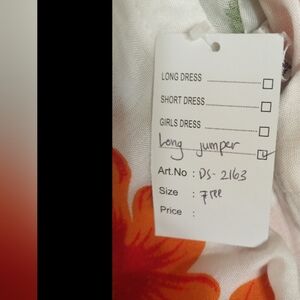 LONG DRESS
SHORT DRESS
GIRLS DRESS
Long jumper
Art.No : DS-2163
Size : Free
Price :